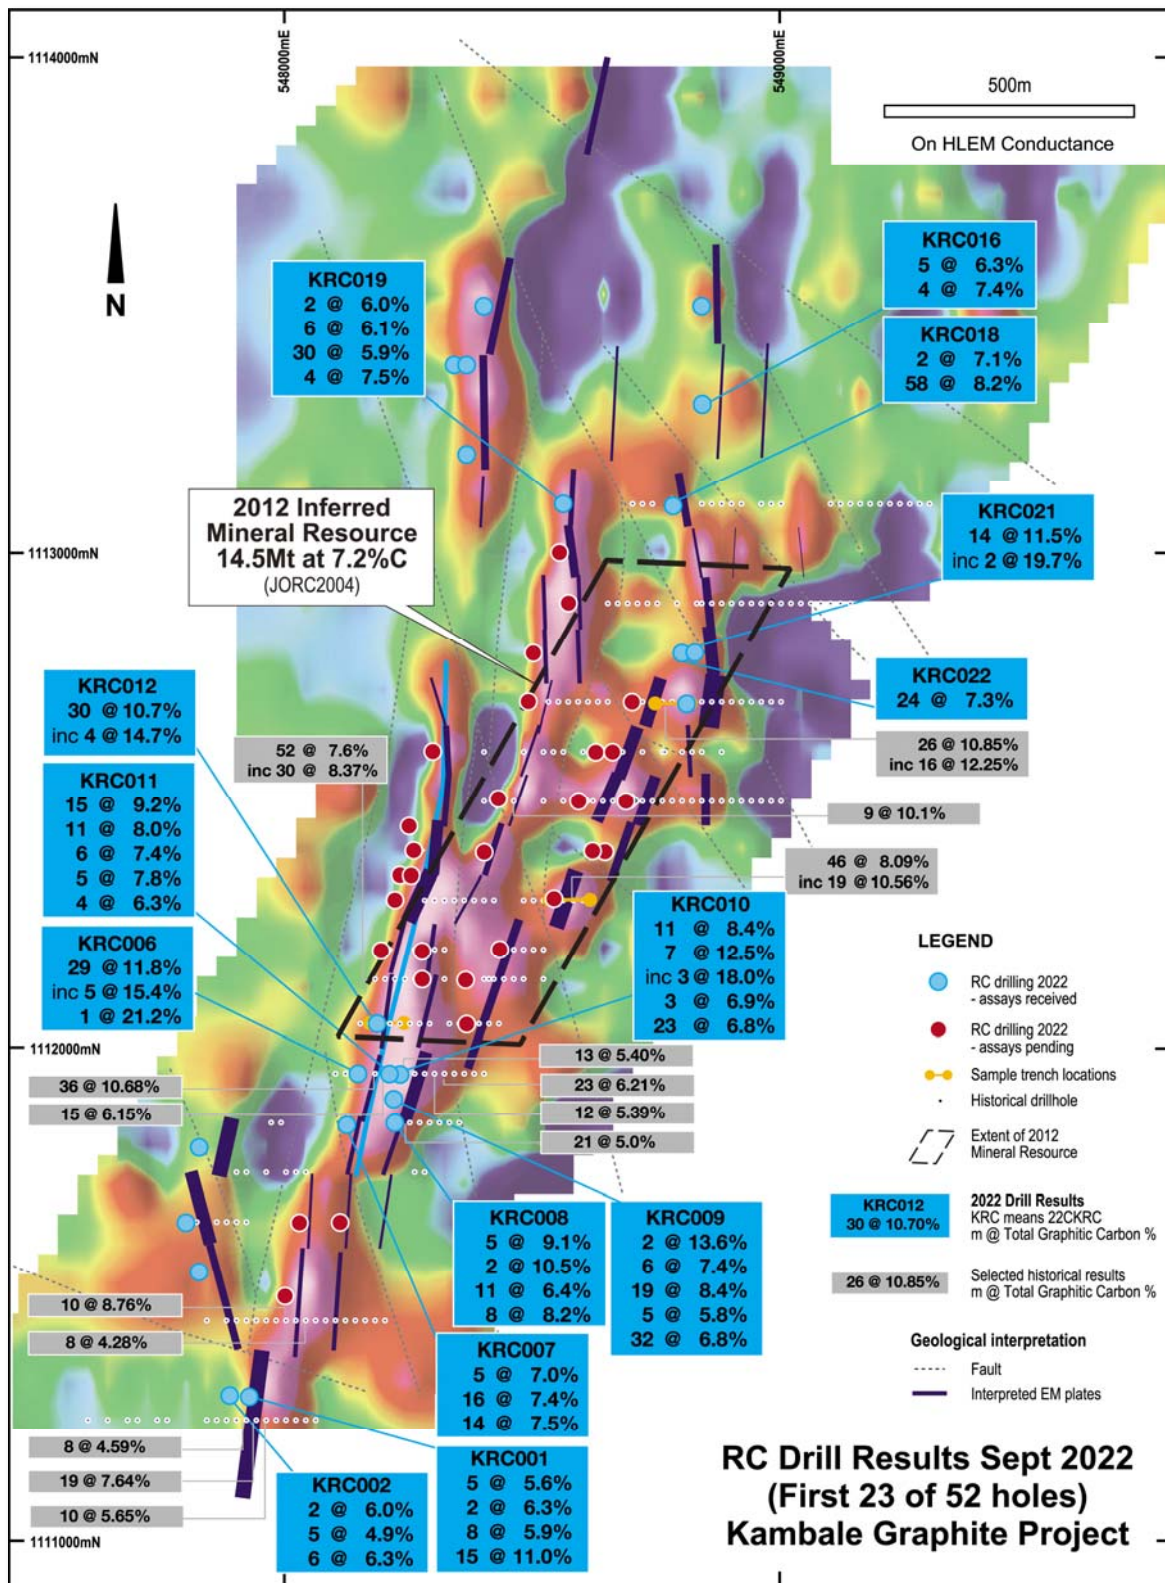 548000mE
549000mE
1114000mN
500m
On HLEM Conductance
N
KRC016
5 @ 6.3%
4 @ 7.4%
KRC019
2 @ 6.0%
6 @ 6.1%
30 @ 5.9%
4 @ 7.5%
KRC018
2 @ 7.1%
58 @ 8.2%
2012 Inferred
Mineral Resource
14.5Mt at 7.2%C
(JORC2004)
KRC021
14 @ 11.5%
inc 2 @ 19.7%
1113000mN
KRC022
24 @ 7.3%
KRC012
30 @ 10.7%
inc 4 @ 14.7%
52 @ 7.6%
inc 30 @ 8.37%
26 @ 10.85%
inc 16 @ 12.25%
KRC011
15 @ 9.2%
11 @ 8.0%
6 @ 7.4%
5 @ 7.8%
4 @ 6.3%
9 @ 10.1%
46 @ 8.09%
inc 19 @ 10.56%
KRC010
11 @ 8.4%
7 @ 12.5%
inc 3 @ 18.0%
3 @ 6.9%
23 @ 6.8%
KRC006
29 @ 11.8%
inc 5 @ 15.4%
1 @ 21.2%
1112000mN
36 @ 10.68%
15 @ 6.15%
13 @ 5.40%
23 @ 6.21%
12 @ 5.39%
21 @ 5.0%
LEGEND
RC drilling 2022
- assays received
RC drilling 2022
- assays pending
Sample trench locations
Historical drillhole
Extent of 2012
Mineral Resource
KRC012
30 @ 10.70%
2022 Drill Results
KRC means 22CKRC
m @ Total Graphitic Carbon %
26 @ 10.85%
Selected historical results
m @ Total Graphitic Carbon %
Geological interpretation
Fault
Interpreted EM plates
KRC008
5 @ 9.1%
2 @ 10.5%
11 @ 6.4%
8 @ 8.2%
KRC009
2 @ 13.6%
6 @ 7.4%
19 @ 8.4%
5 @ 5.8%
32 @ 6.8%
10 @ 8.76%
8 @ 4.28%
KRC007
5 @ 7.0%
16 @ 7.4%
14 @ 7.5%
8 @ 4.59%
19 @ 7.64%
10 @ 5.65%
KRC002
2 @ 6.0%
5 @ 4.9%
6 @ 6.3%
KRC001
5 @ 5.6%
2 @ 6.3%
8 @ 5.9%
15 @ 11.0%
1111000mN
RC Drill Results Sept 2022
(First 23 of 52 holes)
Kambale Graphite Project